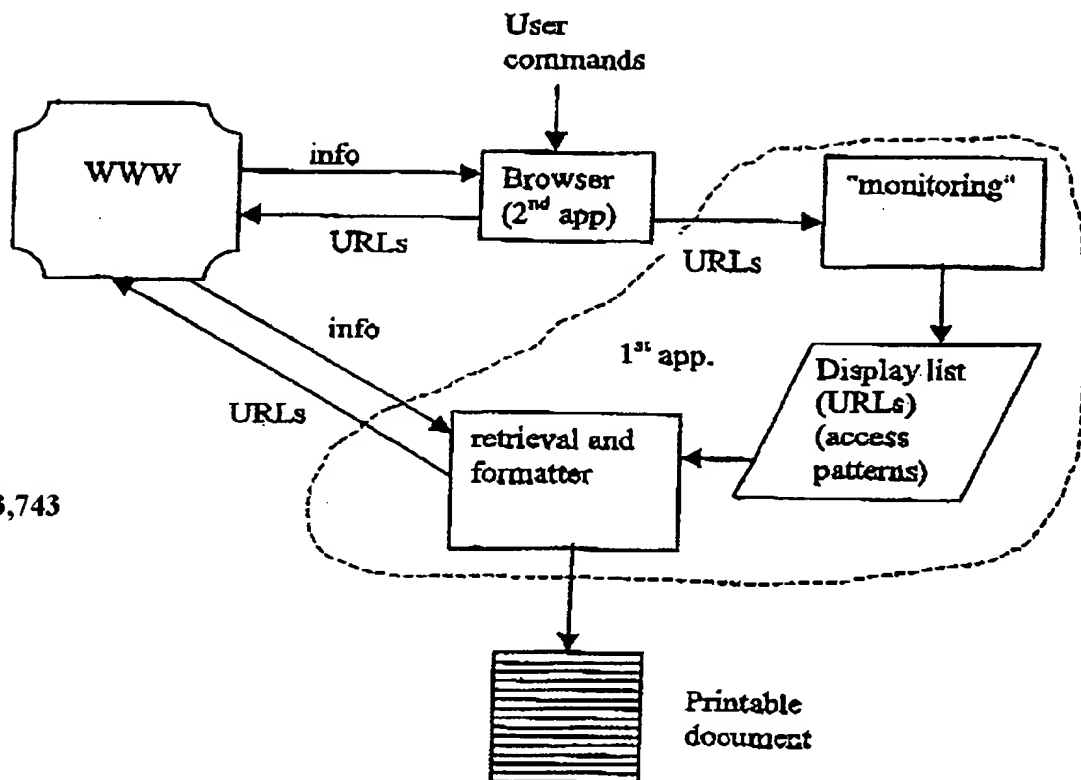 User
commands
WWW
info
Browser
(2nd app)
"monitoring"
URLs
URLs
info
1st app.
Display list
(URLs)
(access
patterns)
URLs
retrieval and
formatter
,743
Printable
document